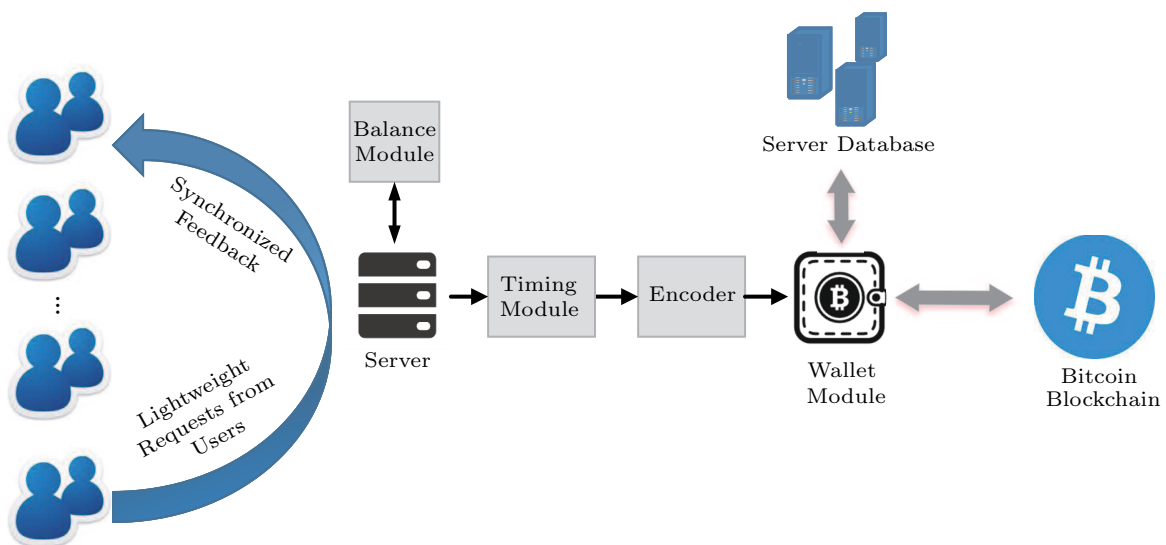 Synchronized
Feedback
Lightweight
Requests from
Users
Balance
Module
Server
Timing
Module
Encoder
Server Database
Wallet
Module
Bitcoin
Blockchain